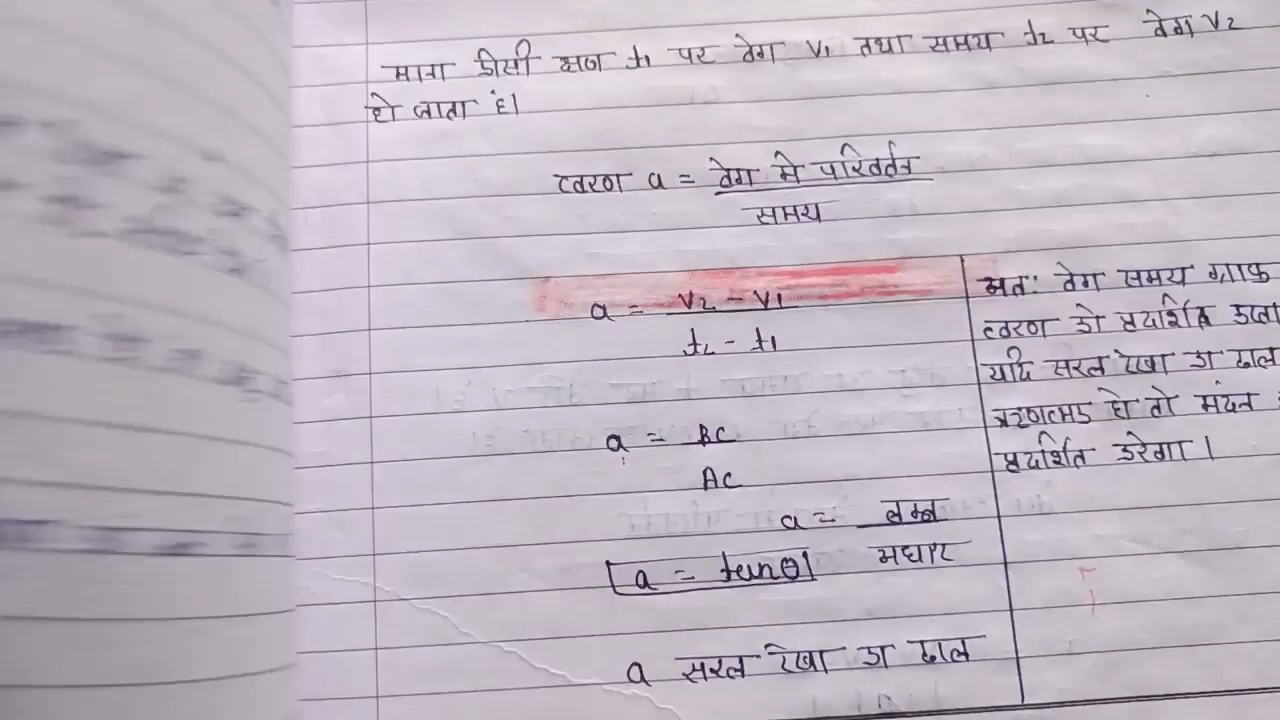 माना किसी क्षण t₁ पर वेग v₁ तथा समय t₂ पर वेग v₂
हो जाता है।
त्वरण a = वेग मे परिवर्तन
समय
a = v₂ - v₁
t₂ - t₁
a = BC
AC
a = लम्ब
आधार
a = tanθ
a सरल रेखा का ढाल
अतः वेग समय ग्राफ
त्वरण को प्रदर्शित करता
यदि सरल रेखा का ढाल
ऋणात्मक हो तो मंदन
प्रदर्शित करेगा।